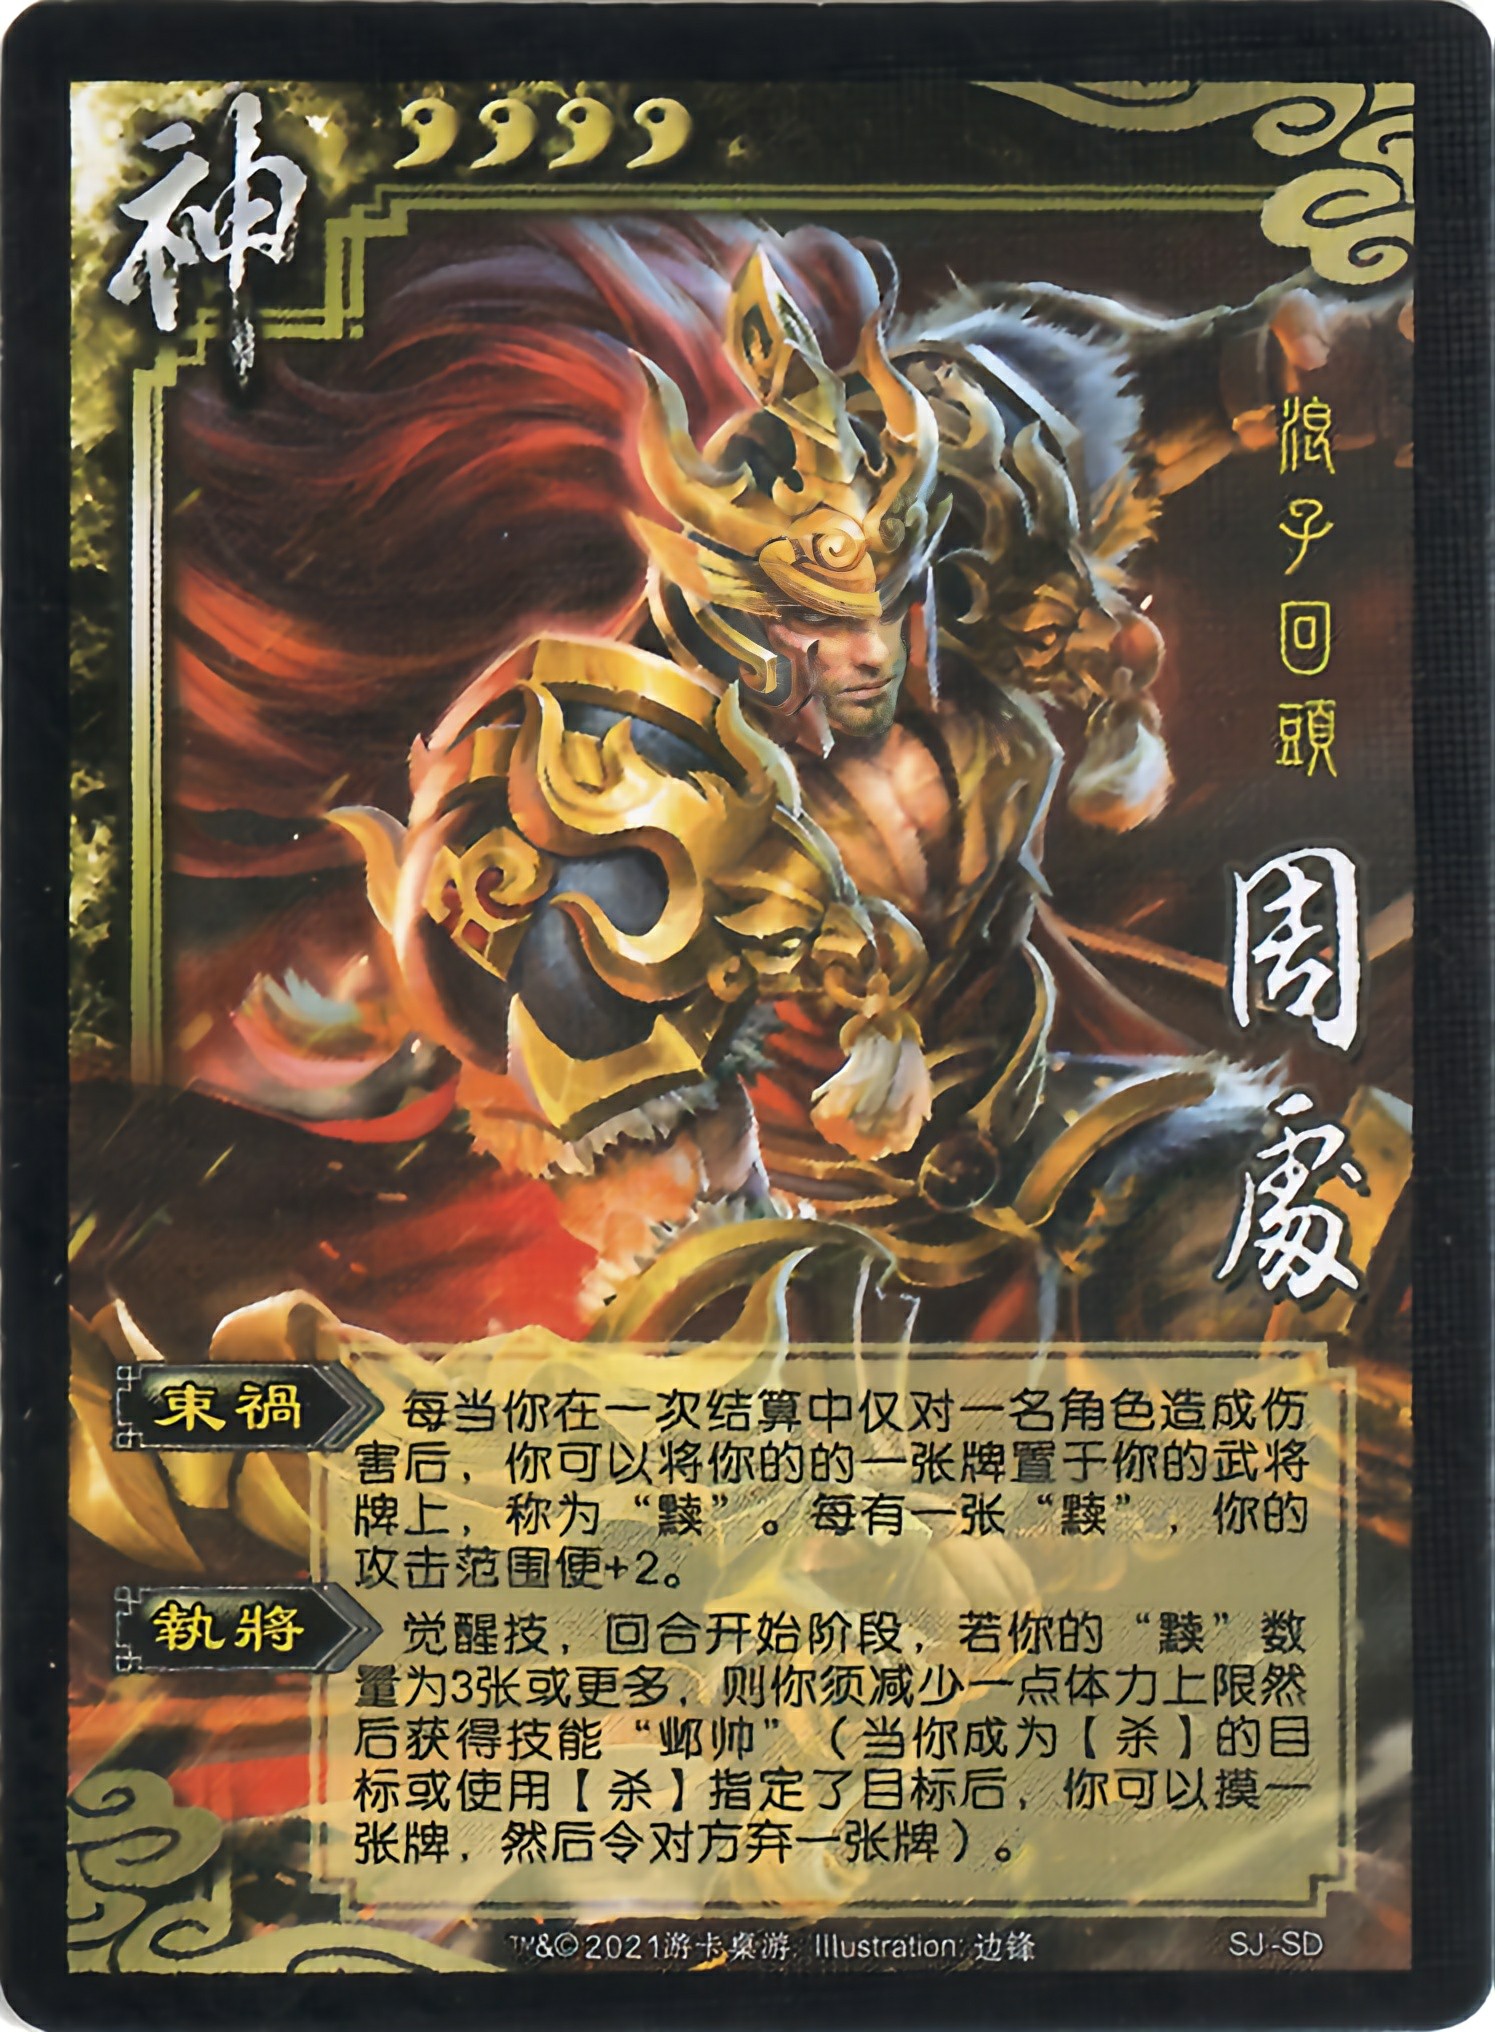 神
浪子回頭
周處
東禍
每当你在一次结算中仅对一名角色造成伤
害后，你可以将你的的一张牌置于你的武将
牌上，称为“黩”。每有一张“黩”，你的
攻击范围便+2。
執將
觉醒技，回合开始阶段，若你的“黩”数
量为3张或更多，则你须减少一点体力上限然
后获得技能“邺帅”（当你成为【杀】的目
标或使用【杀】指定了目标后，你可以摸一
张牌，然后令对方弃一张牌）。
™&©2021游卡桌游. Illustration: 边锋
SJ-SD